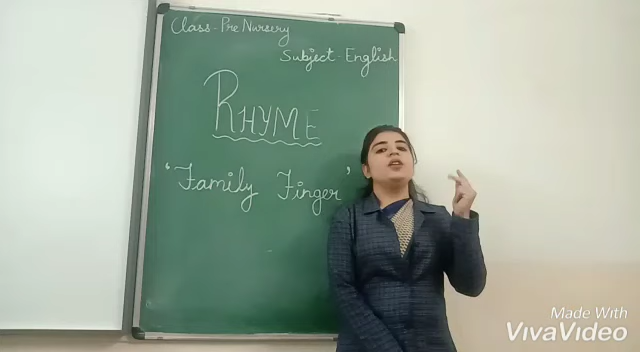 Class-Pre Nursery
Subject-English
RHYME
'Family Finger'
Made With
VivaVideo